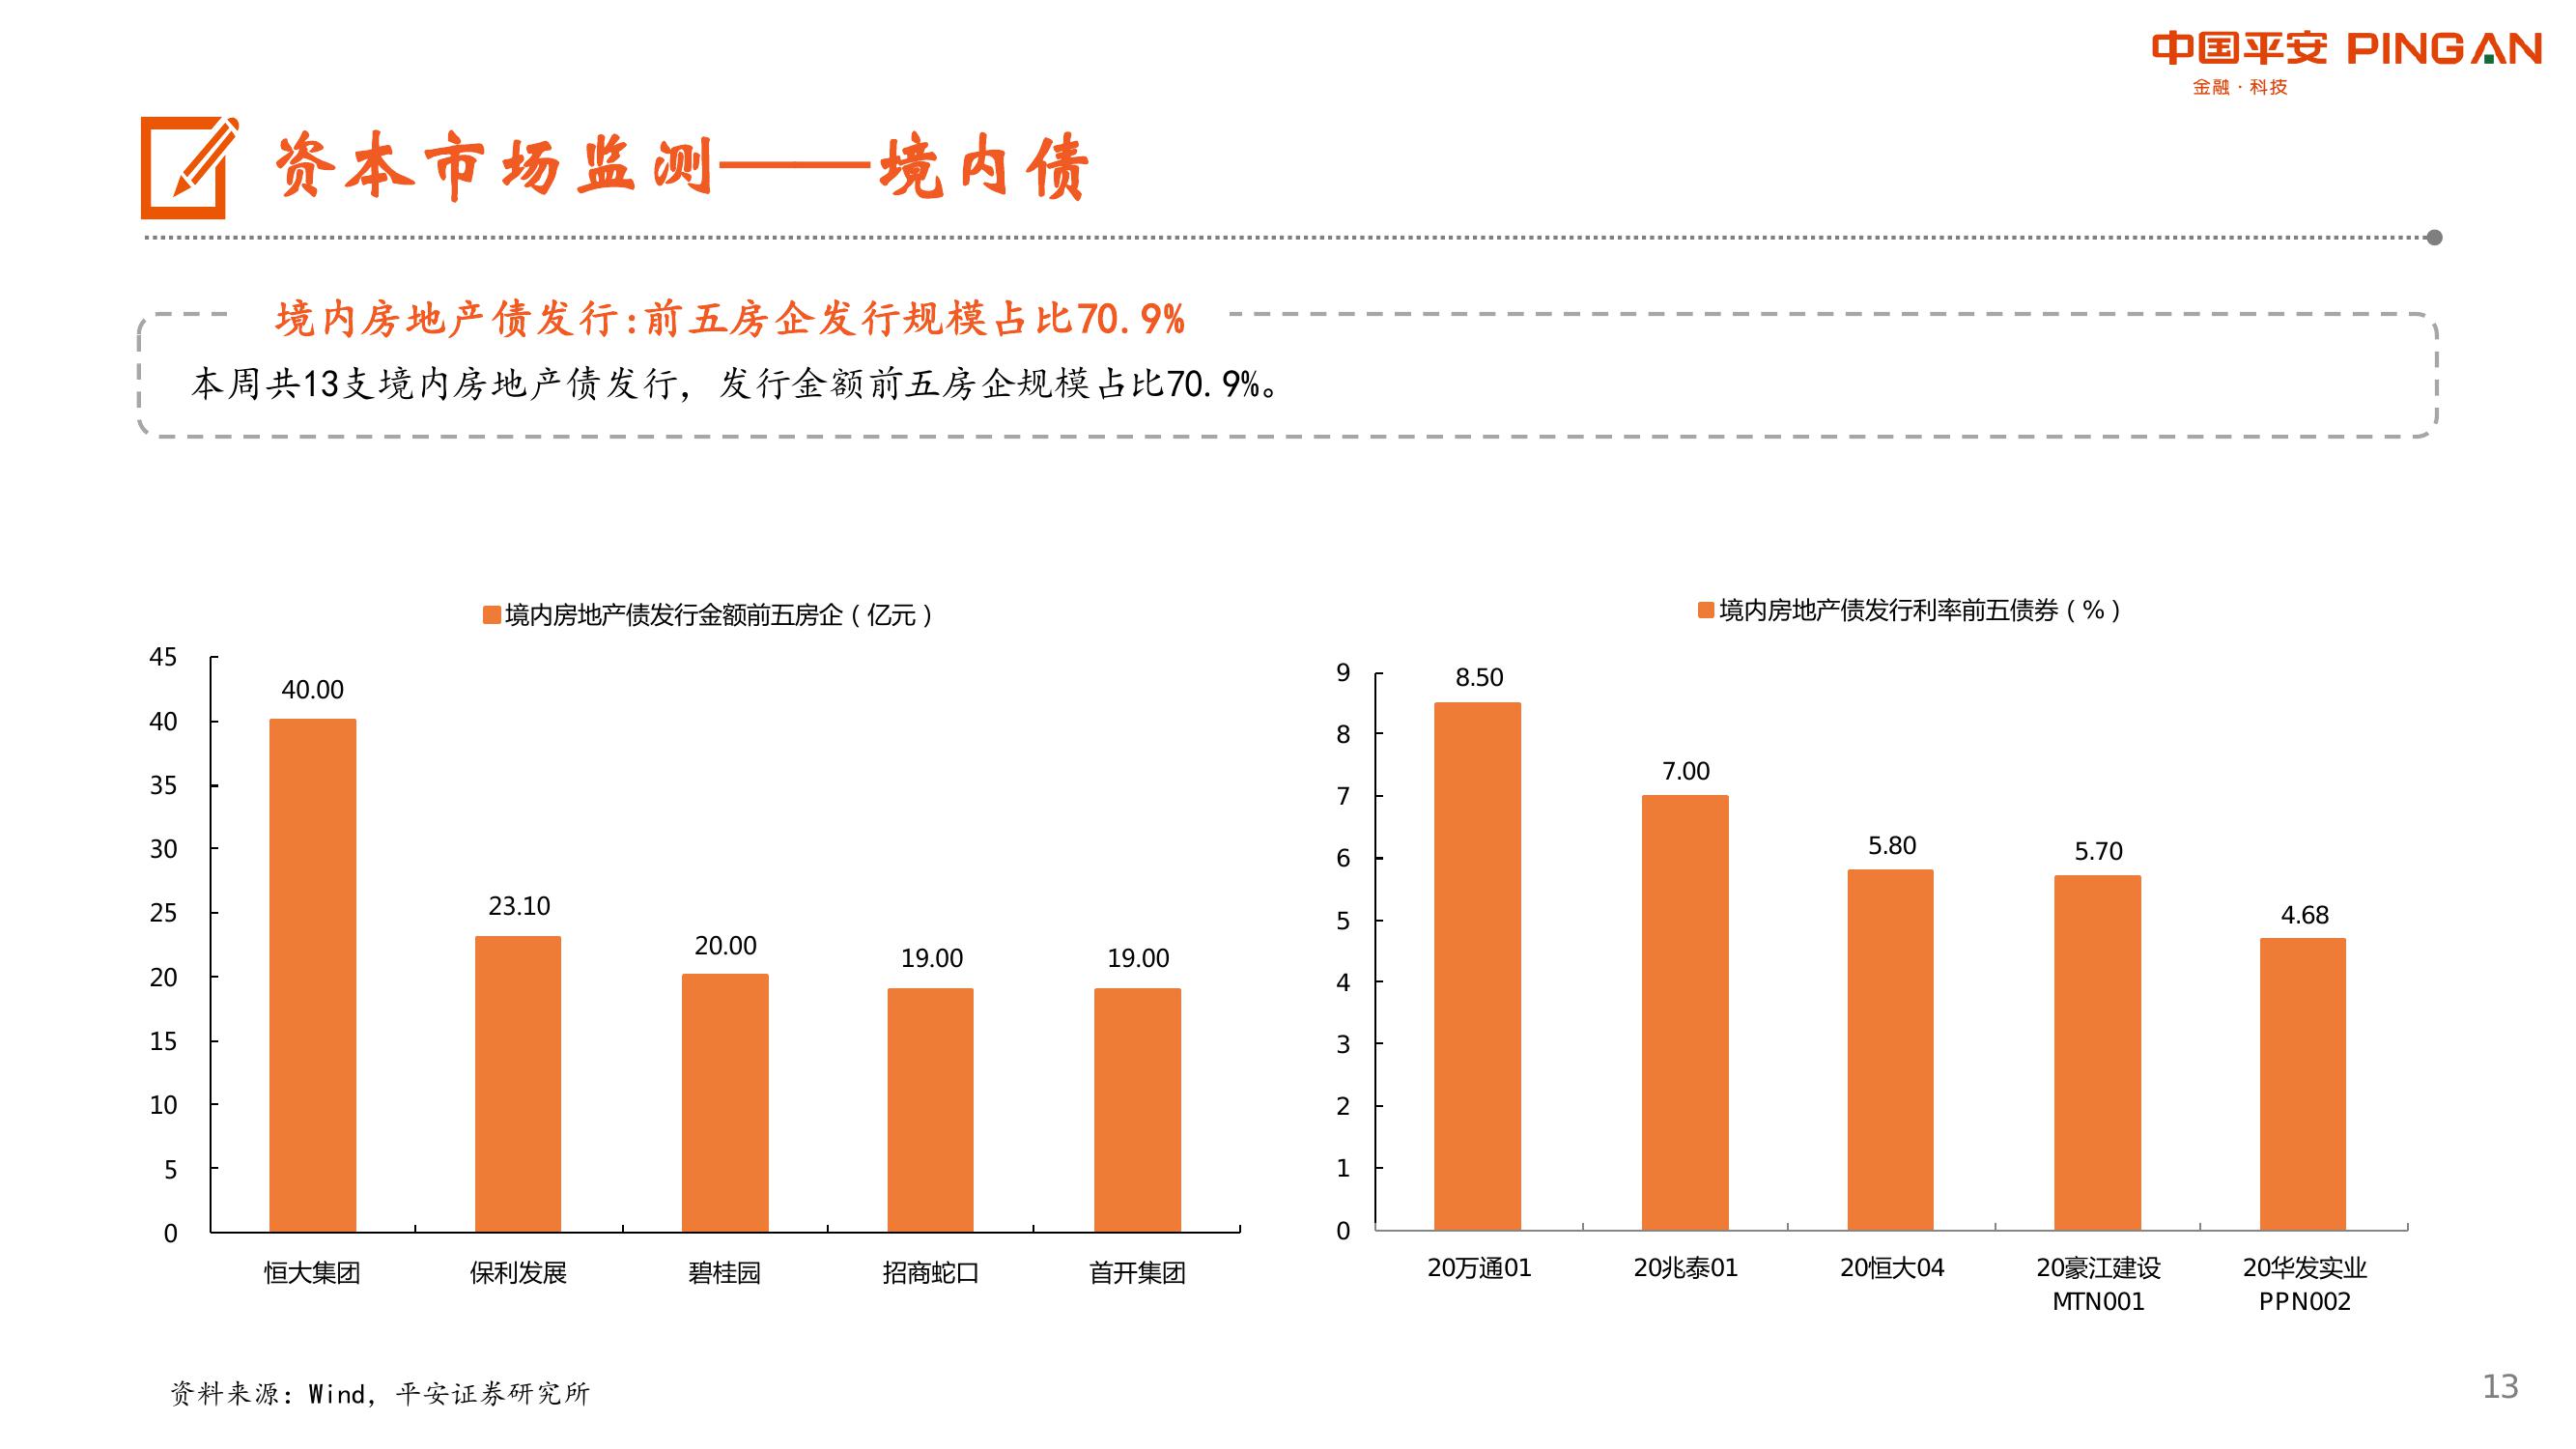 中国平安 PINGAN
金融·科技
资本市场监测——境内债
境内房地产债发行:前五房企发行规模占比70.9%
本周共13支境内房地产债发行，发行金额前五房企规模占比70.9%。
境内房地产债发行金额前五房企（亿元）
45
40
35
30
25
20
15
10
5
0
40.00
23.10
20.00
19.00
19.00
恒大集团
保利发展
碧桂园
招商蛇口
首开集团
境内房地产债发行利率前五债券（%）
9
8
7
6
5
4
3
2
1
0
8.50
7.00
5.80
5.70
4.68
20万通01
20兆泰01
20恒大04
20豪江建设
MTN001
20华发实业
PPN002
资料来源：Wind，平安证券研究所
13